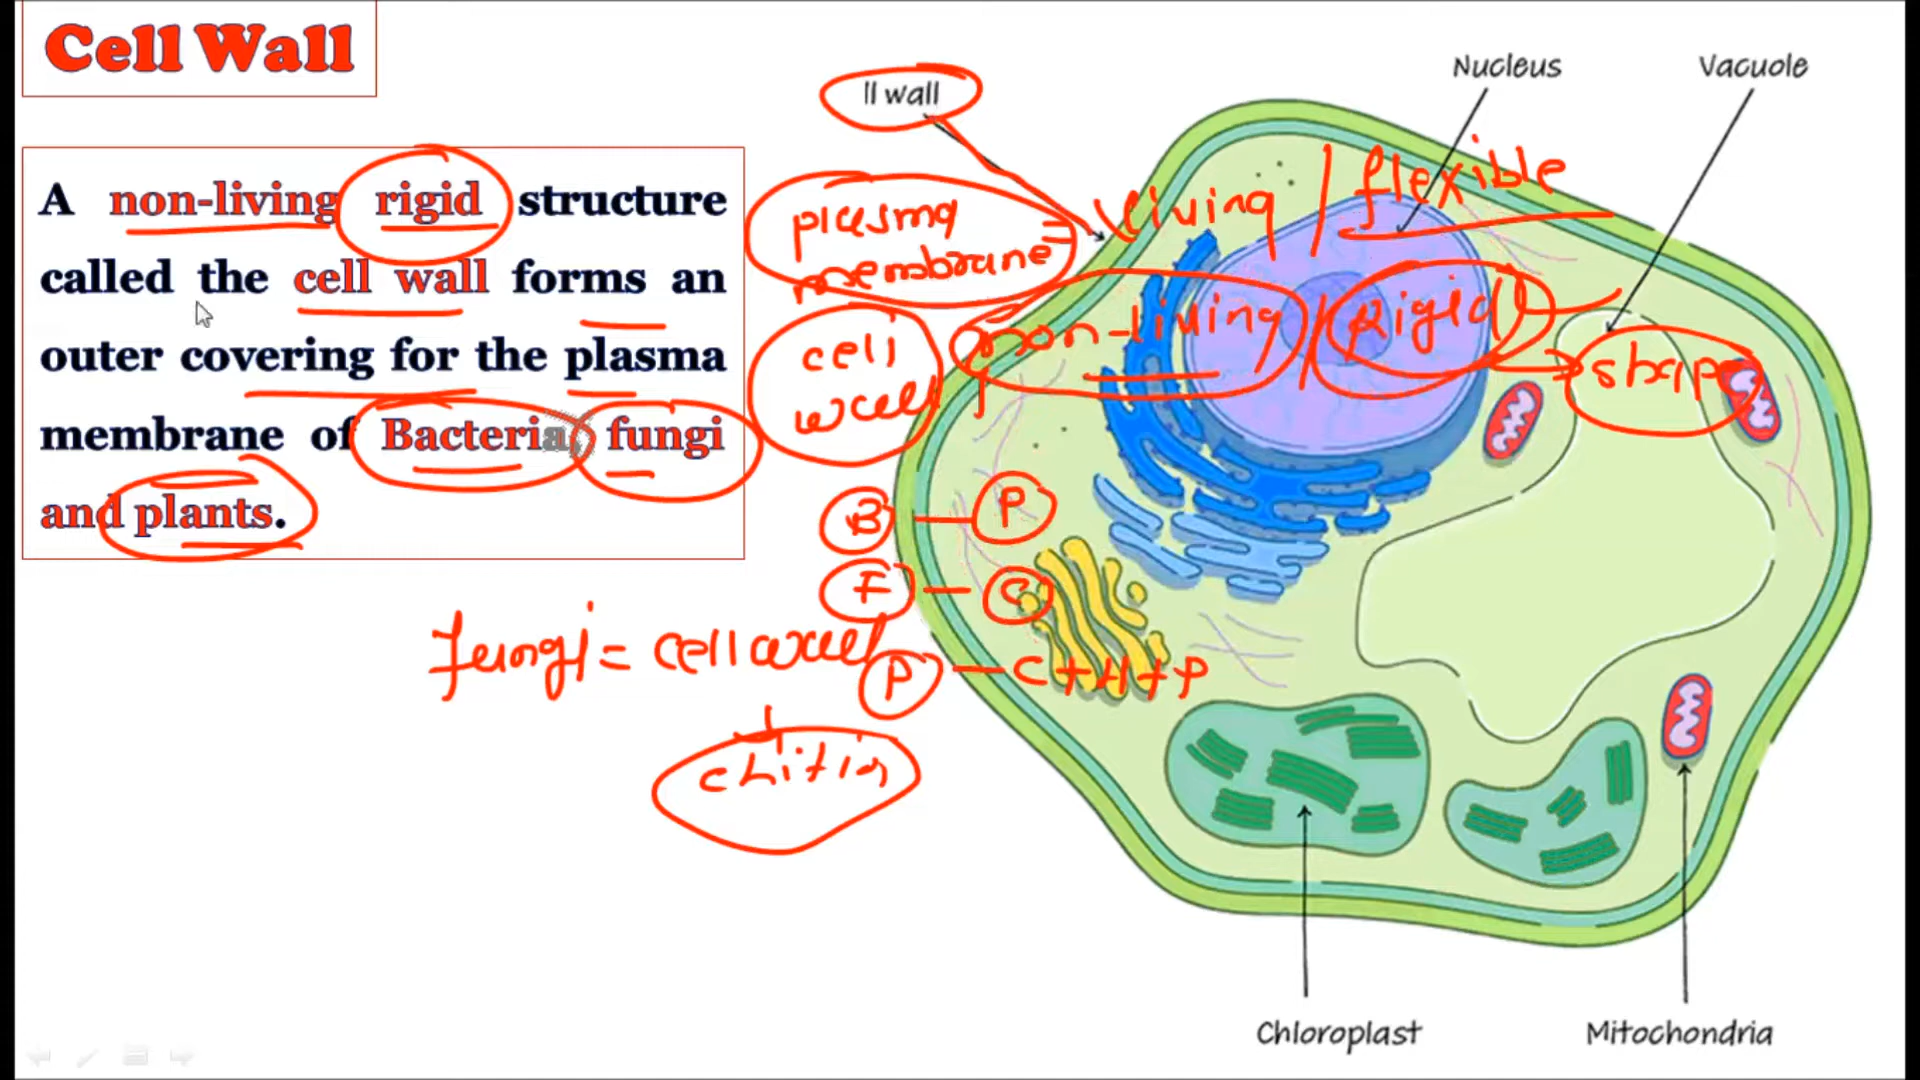 Cell Wall
A non-living rigid structure
called the cell wall forms an
outer covering for the plasma
membrane of Bacteria, fungi
and plants.
ll wall
Nucleus
Vacuole
plasma
membrane = living / flexible
cell
wall
non-living / Rigid
shape
B — P
F — C
P — C + H + P
Fungi = cell wall
chitin
Chloroplast
Mitochondria